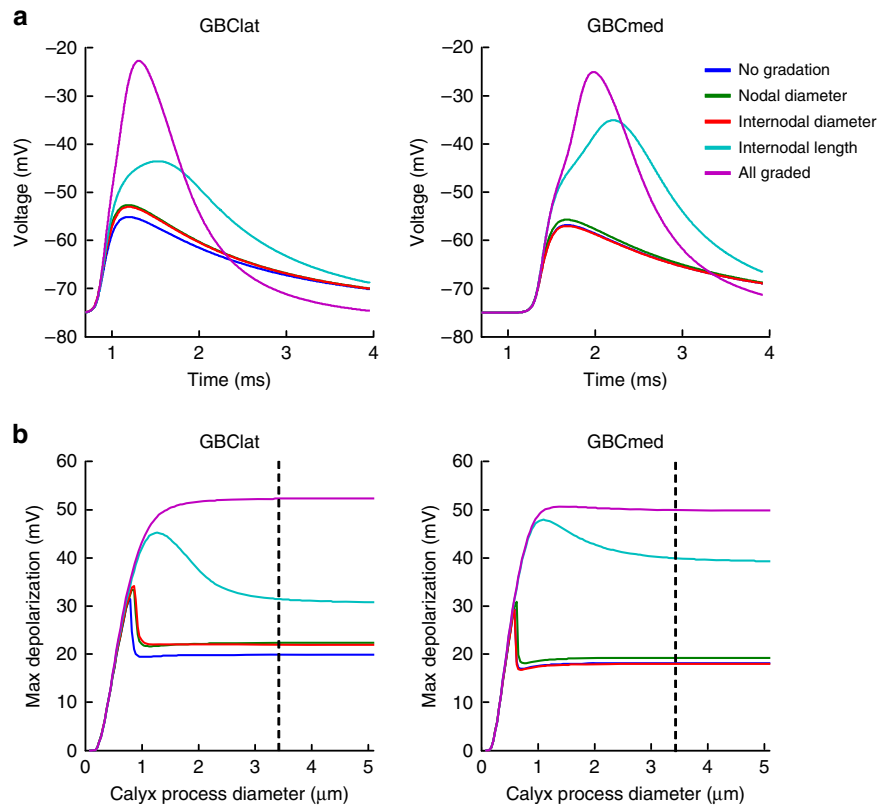 a
GBClat
GBCmed
−20
−30
−40
−50
−60
−70
−80
Voltage (mV)
1
2
3
4
Time (ms)
−20
−30
−40
−50
−60
−70
−80
Voltage (mV)
1
2
3
4
Time (ms)
No gradation
Nodal diameter
Internodal diameter
Internodal length
All graded
b
GBClat
GBCmed
60
50
40
30
20
10
0
Max depolarization (mV)
0
1
2
3
4
5
Calyx process diameter (μm)
60
50
40
30
20
10
0
Max depolarization (mV)
0
1
2
3
4
5
Calyx process diameter (μm)